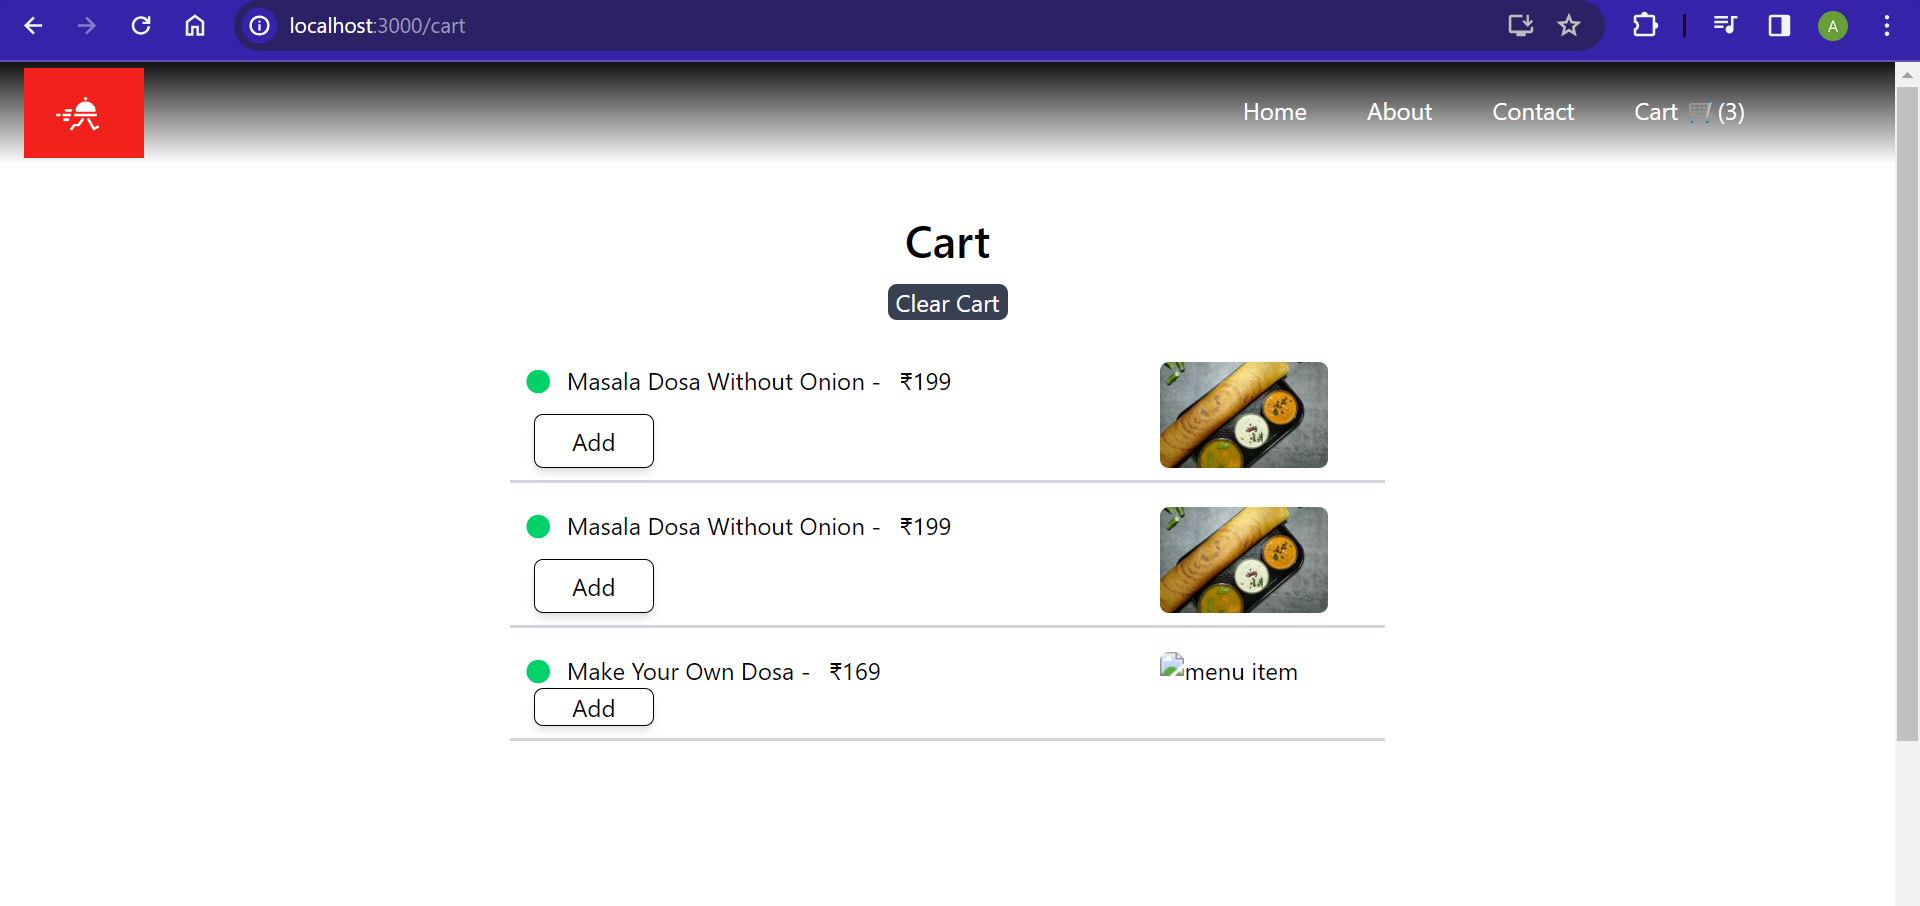 localhost:3000/cart
A
Home About Contact Cart 🛒(3)
Cart
Clear Cart
Masala Dosa Without Onion - ₹199
Add
Masala Dosa Without Onion - ₹199
Add
Make Your Own Dosa - ₹169
menu item
Add